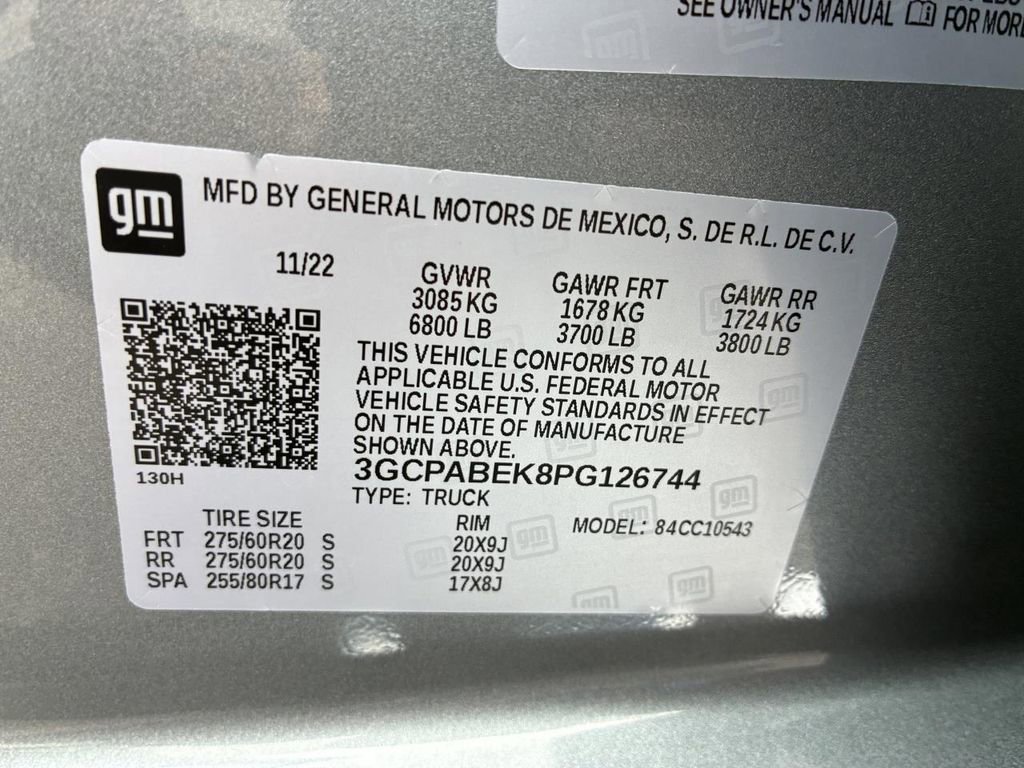 SEE OWNER'S MANUAL FOR MORE
gm
MFD BY GENERAL MOTORS DE MEXICO, S. DE R.L. DE C.V.
11/22
GVWR GAWR FRT GAWR RR
3085 KG 1678 KG 1724 KG
6800 LB 3700 LB 3800 LB
THIS VEHICLE CONFORMS TO ALL
APPLICABLE U.S. FEDERAL MOTOR
VEHICLE SAFETY STANDARDS IN EFFECT
ON THE DATE OF MANUFACTURE
SHOWN ABOVE.
3GCPABEK8PG126744
130H
TYPE: TRUCK
TIRE SIZE RIM MODEL: 84CC10543
FRT 275/60R20 S 20X9J
RR 275/60R20 S 20X9J
SPA 255/80R17 S 17X8J